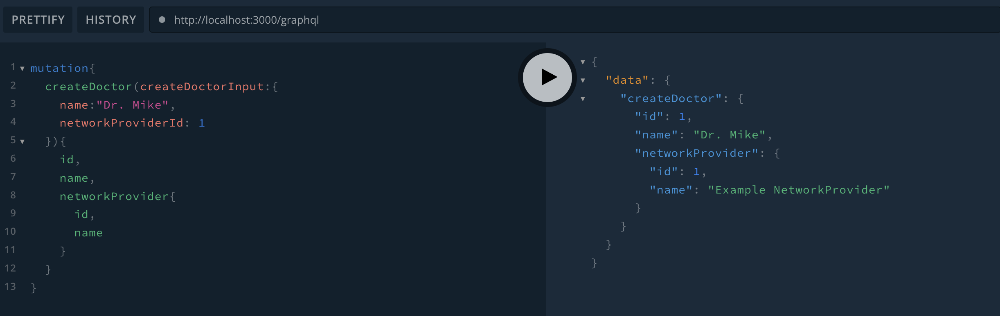 PRETTIFY HISTORY http://localhost:3000/graphql
1 mutation{
2 createDoctor(createDoctorInput:{
3 name:"Dr. Mike",
4 networkProviderId: 1
5 }){
6 id,
7 name,
8 networkProvider{
9 id,
10 name
11 }
12 }
13 }
{
"data": {
"createDoctor": {
"id": 1,
"name": "Dr. Mike",
"networkProvider": {
"id": 1,
"name": "Example NetworkProvider"
}
}
}
}